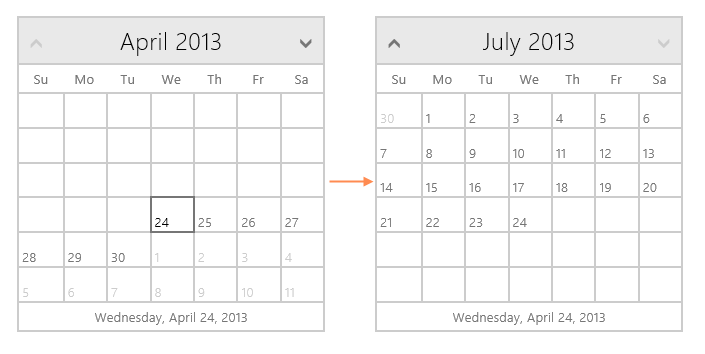 April 2013
Su Mo Tu We Th Fr Sa
24 25 26 27
28 29 30 1 2 3 4
5 6 7 8 9 10 11
Wednesday, April 24, 2013
July 2013
Su Mo Tu We Th Fr Sa
30 1 2 3 4 5 6
7 8 9 10 11 12 13
14 15 16 17 18 19 20
21 22 23 24
Wednesday, April 24, 2013